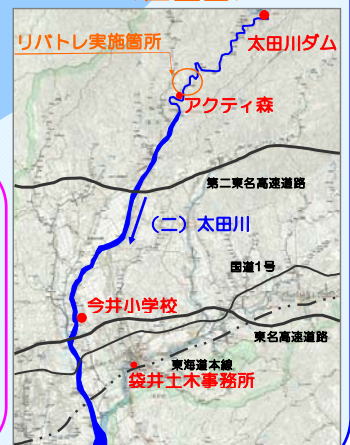 リバトレ実施箇所
太田川ダム
アクティ森
第二東名高速道路
（二）太田川
国道1号
今井小学校
東名高速道路
東海道本線
袋井土木事務所